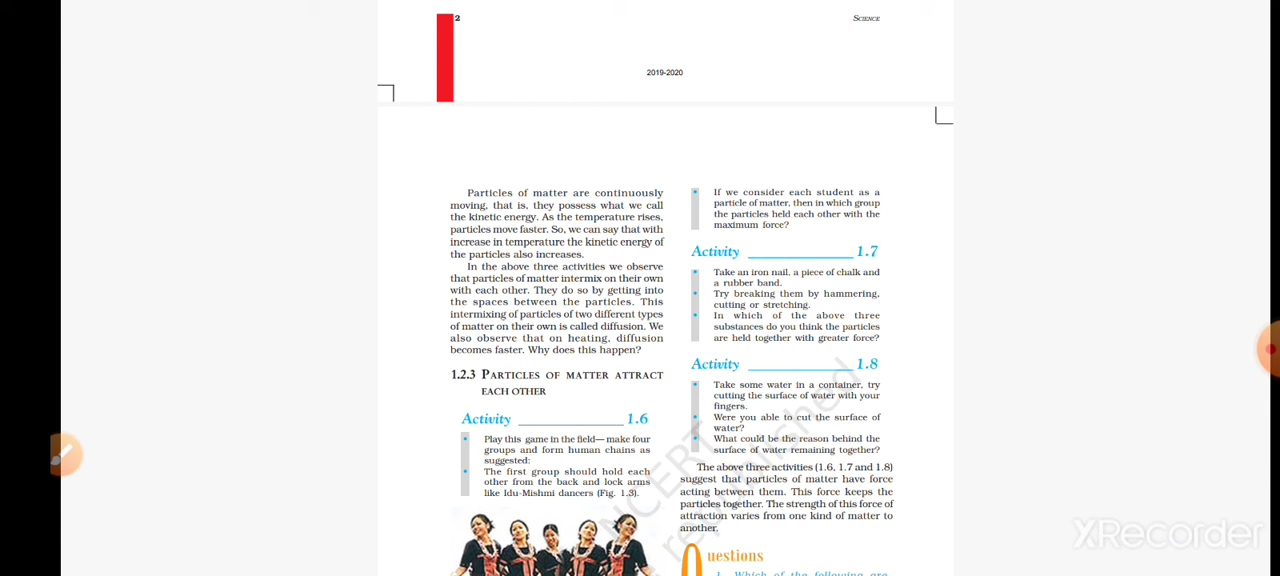 2
SCIENCE
2019-2020
Particles of matter are continuously
moving, that is, they possess what we call
the kinetic energy. As the temperature rises,
particles move faster. So, we can say that with
increase in temperature the kinetic energy of
the particles also increases.
In the above three activities we observe
that particles of matter intermix on their own
with each other. They do so by getting into
the spaces between the particles. This
intermixing of particles of two different types
of matter on their own is called diffusion. We
also observe that on heating, diffusion
becomes faster. Why does this happen?
1.2.3 PARTICLES OF MATTER ATTRACT
EACH OTHER
Activity ______________ 1.6
• Play this game in the field— make four
groups and form human chains as
suggested:
• The first group should hold each
other from the back and lock arms
like Idu-Mishmi dancers (Fig. 1.3).
• If we consider each student as a
particle of matter, then in which group
the particles held each other with the
maximum force?
Activity ______________ 1.7
• Take an iron nail, a piece of chalk and
a rubber band.
• Try breaking them by hammering,
cutting or stretching.
• In which of the above three
substances do you think the particles
are held together with greater force?
Activity ______________ 1.8
• Take some water in a container, try
cutting the surface of water with your
fingers.
• Were you able to cut the surface of
water?
• What could be the reason behind the
surface of water remaining together?
The above three activities (1.6, 1.7 and 1.8)
suggest that particles of matter have force
acting between them. This force keeps the
particles together. The strength of this force of
attraction varies from one kind of matter to
another.
Questions
1. Which of the following are
NCERT
republished
XRecorder